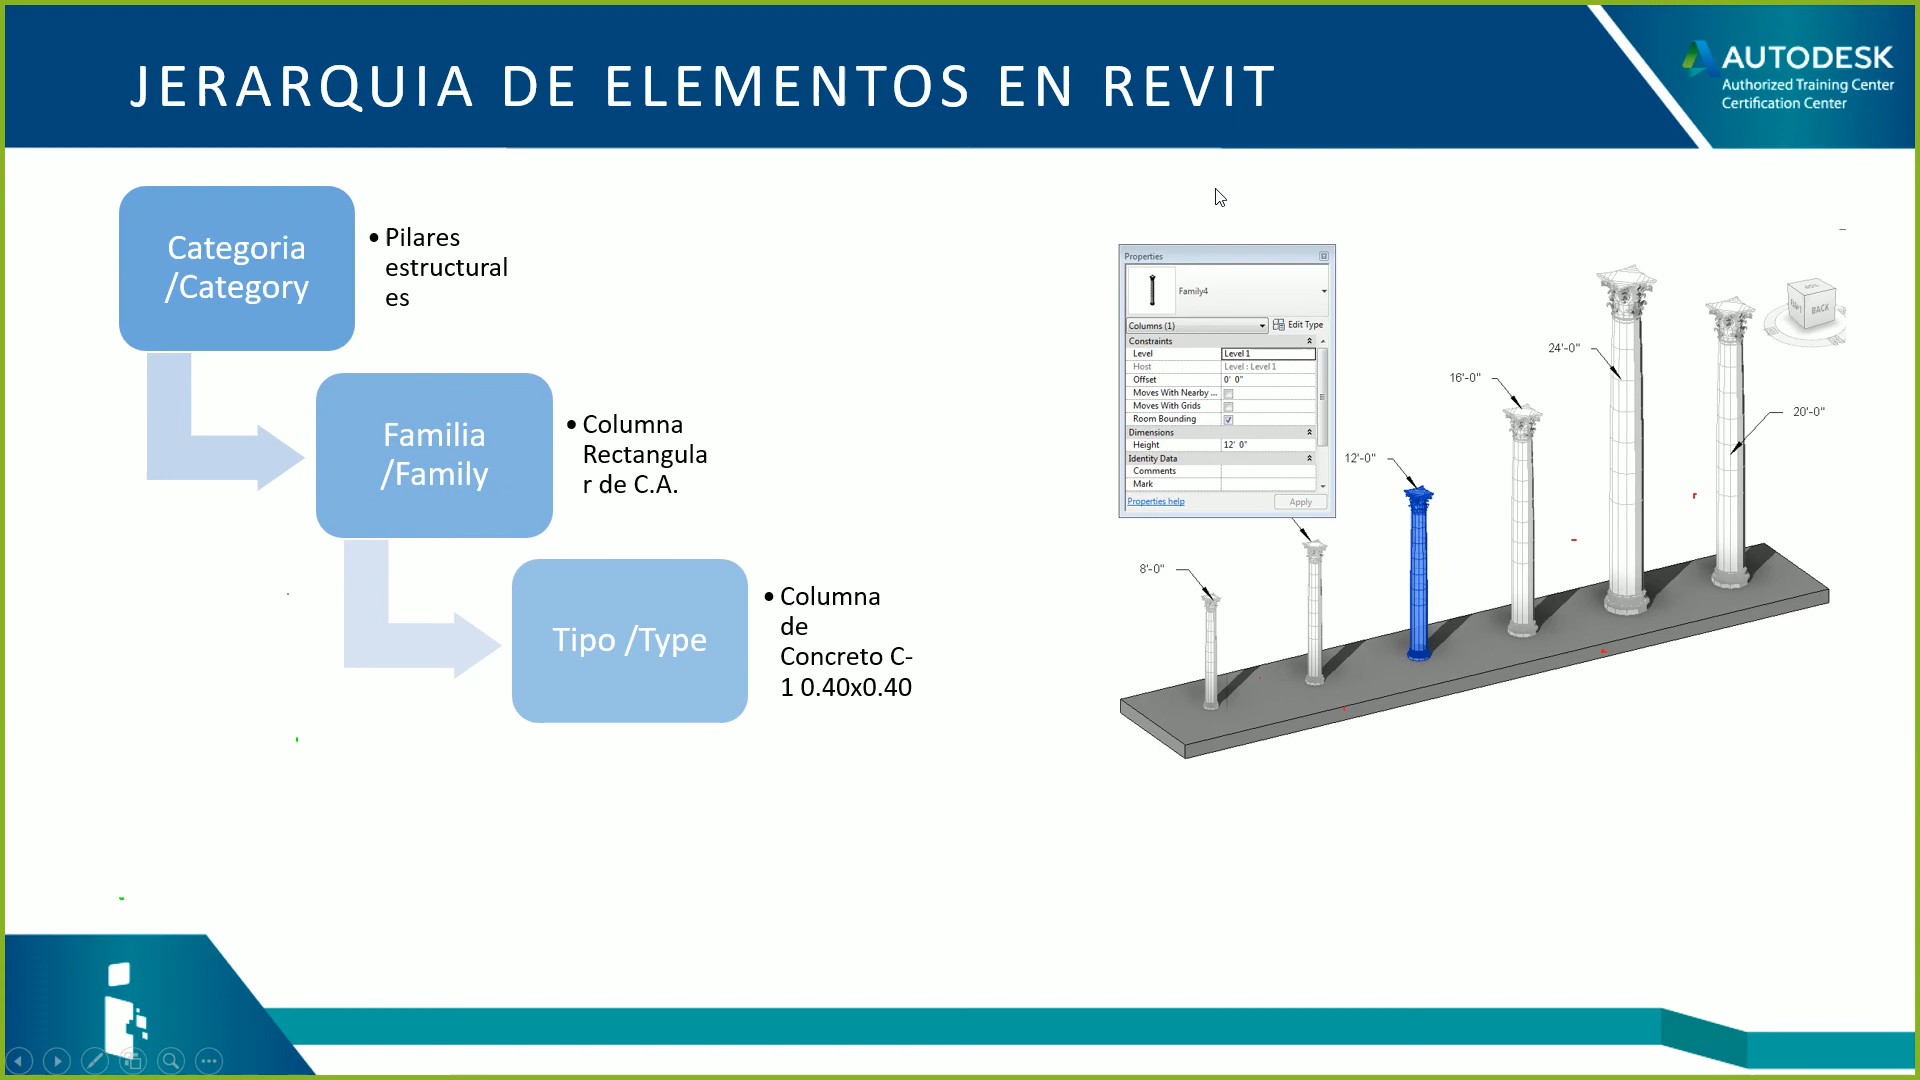 JERARQUIA DE ELEMENTOS EN REVIT
AUTODESK
Authorized Training Center
Certification Center
Categoria
/Category
• Pilares
estructural
es
Familia
/Family
• Columna
Rectangula
r de C.A.
Tipo /Type
• Columna
de
Concreto C-
1 0.40x0.40
Properties
Family4
Columns (1)
Edit Type
Constraints
Level Level 1
Host Level : Level 1
Offset 0' 0"
Moves With Nearby ...
Moves With Grids
Room Bounding
Dimensions
Height 12' 0"
Identity Data
Comments
Mark
Properties help
Apply
8'-0"
12'-0"
16'-0"
24'-0"
20'-0"
BACK